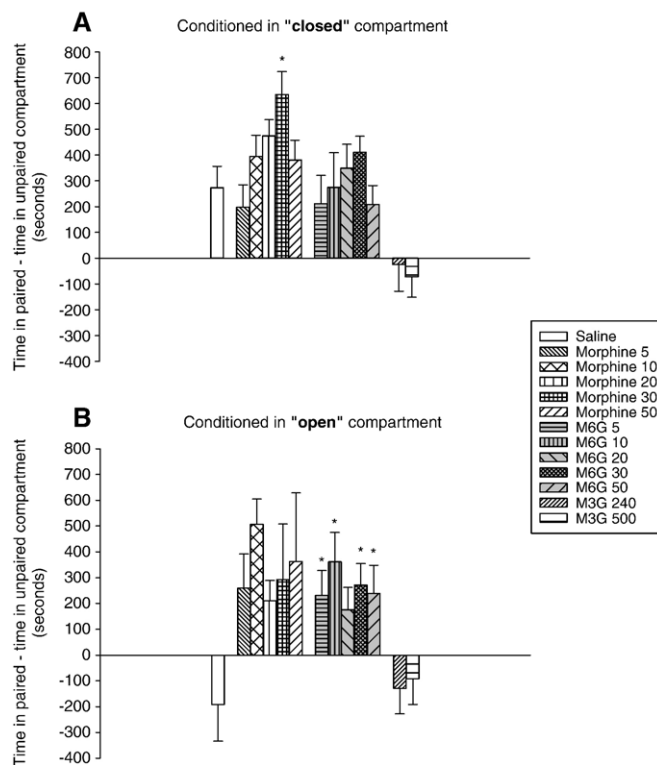 A
Conditioned in "closed" compartment
Time in paired - time in unpaired compartment
(seconds)
800
700
600
500
400
300
200
100
0
-100
-200
-300
-400
*
B
Conditioned in "open" compartment
Time in paired - time in unpaired compartment
(seconds)
800
700
600
500
400
300
200
100
0
-100
-200
-300
-400
*
*
* *
Saline
Morphine 5
Morphine 10
Morphine 20
Morphine 30
Morphine 50
M6G 5
M6G 10
M6G 20
M6G 30
M6G 50
M3G 240
M3G 500